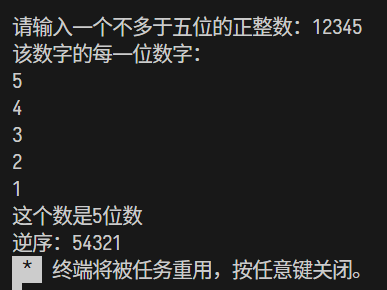 请输入一个不多于五位的正整数：12345
该数字的每一位数字：
5
4
3
2
1
这个数是5位数
逆序：54321
* 终端将被任务重用，按任意键关闭。